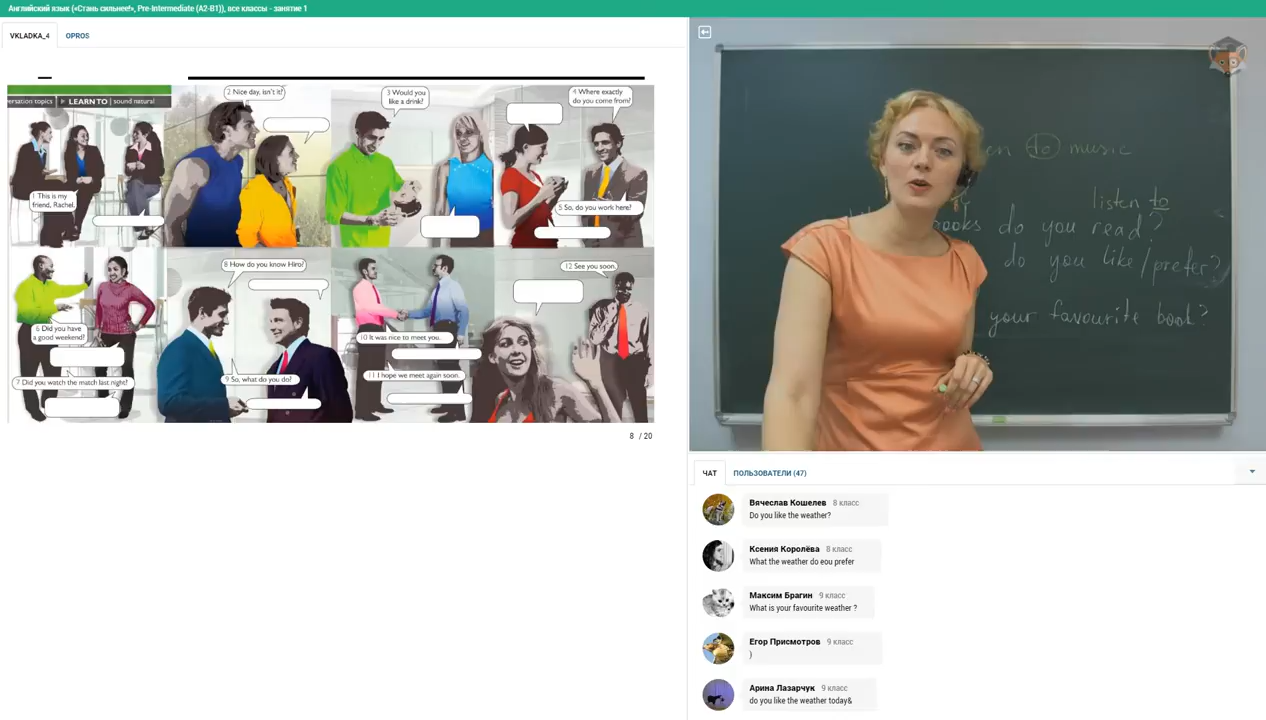 Английский язык («Стань сильнее!», Pre-Intermediate (A2-B1)), все классы - занятие 1
VKLADKA_4
OPROS
versation topics
LEARN TO
sound natural
1 This is my
friend, Rachel.
2 Nice day, isn't it?
3 Would you
like a drink?
4 Where exactly
do you come from?
5 So, do you work here?
6 Did you have
a good weekend?
7 Did you watch the match last night?
8 How do you know Hiro?
9 So, what do you do?
10 It was nice to meet you.
11 I hope we meet again soon.
12 See you soon.
8 / 20
en to music
listen to
ooks do you read?
do you like/prefer?
your favourite book?
ЧАТ
ПОЛЬЗОВАТЕЛИ (47)
Вячеслав Кошелев 8 класс
Do you like the weather?
Ксения Королёва 8 класс
What the weather do eou prefer
Максим Брагин 9 класс
What is your favourite weather ?
Егор Присмотров 9 класс
)
Арина Лазарчук 9 класс
do you like the weather today&